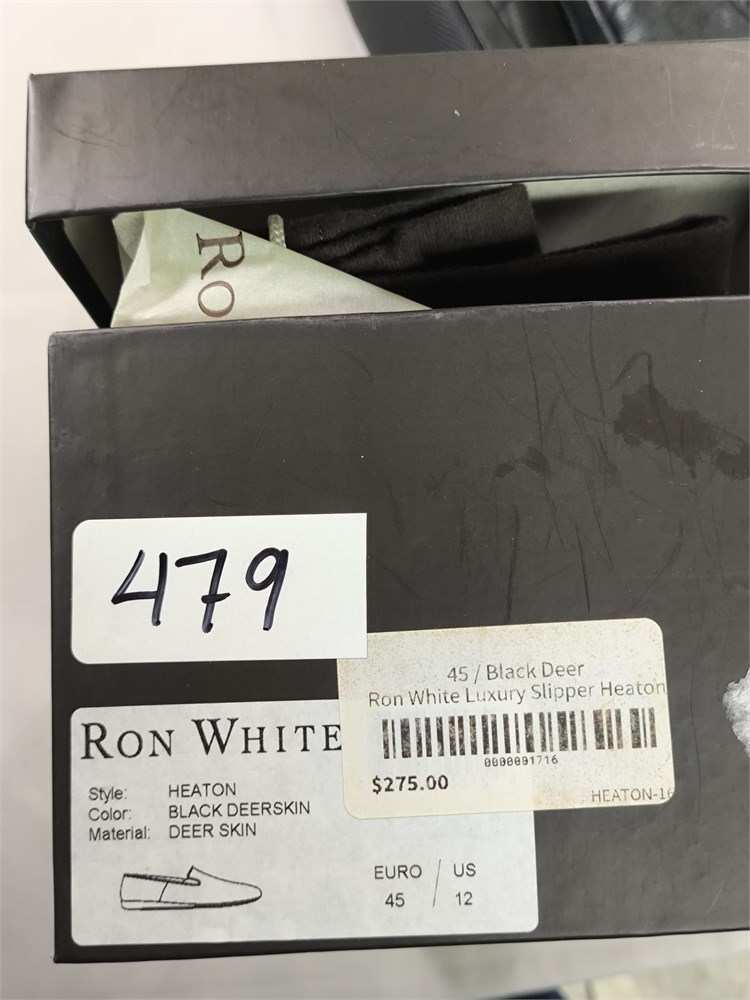 RO
479
45 / Black Deer
Ron White Luxury Slipper Heaton
0000091716
$275.00
HEATON-16
RON WHITE
Style: HEATON
Color: BLACK DEERSKIN
Material: DEER SKIN
EURO / US
45 / 12